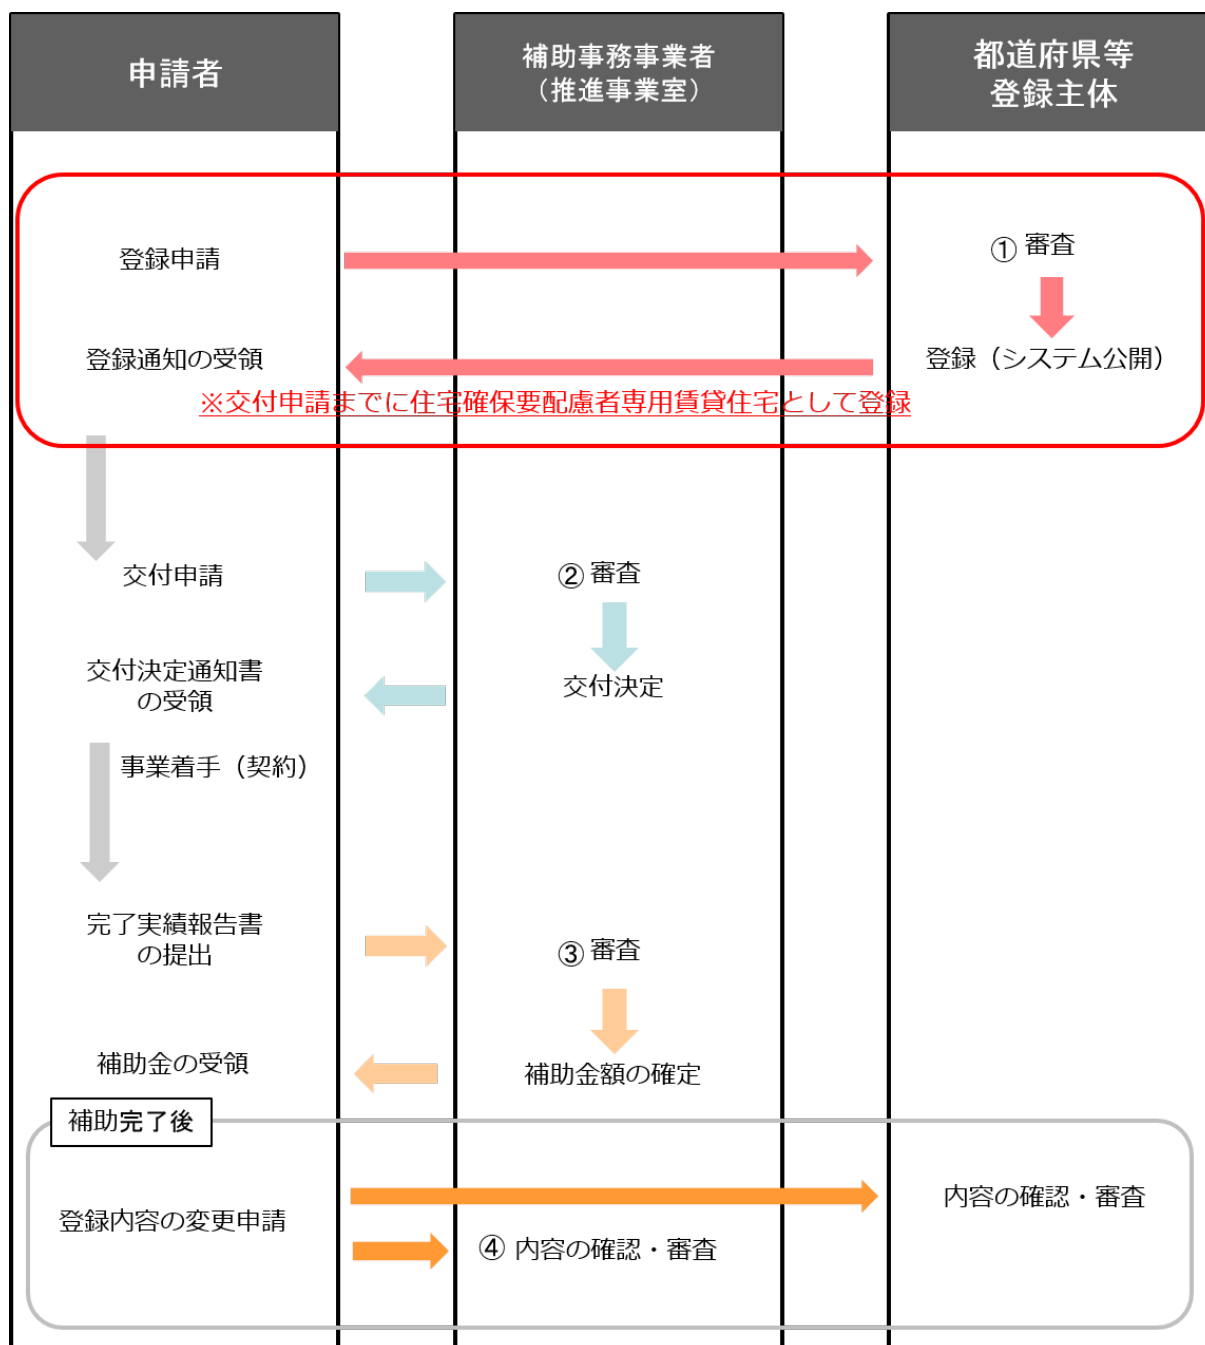 申請者
補助事務事業者
（推進事業室）
都道府県等
登録主体
登録申請
① 審査
登録通知の受領
登録（システム公開）
※交付申請までに住宅確保要配慮者専用賃貸住宅として登録
交付申請
② 審査
交付決定通知書
の受領
交付決定
事業着手（契約）
完了実績報告書
の提出
③ 審査
補助金の受領
補助金額の確定
補助完了後
登録内容の変更申請
内容の確認・審査
④ 内容の確認・審査